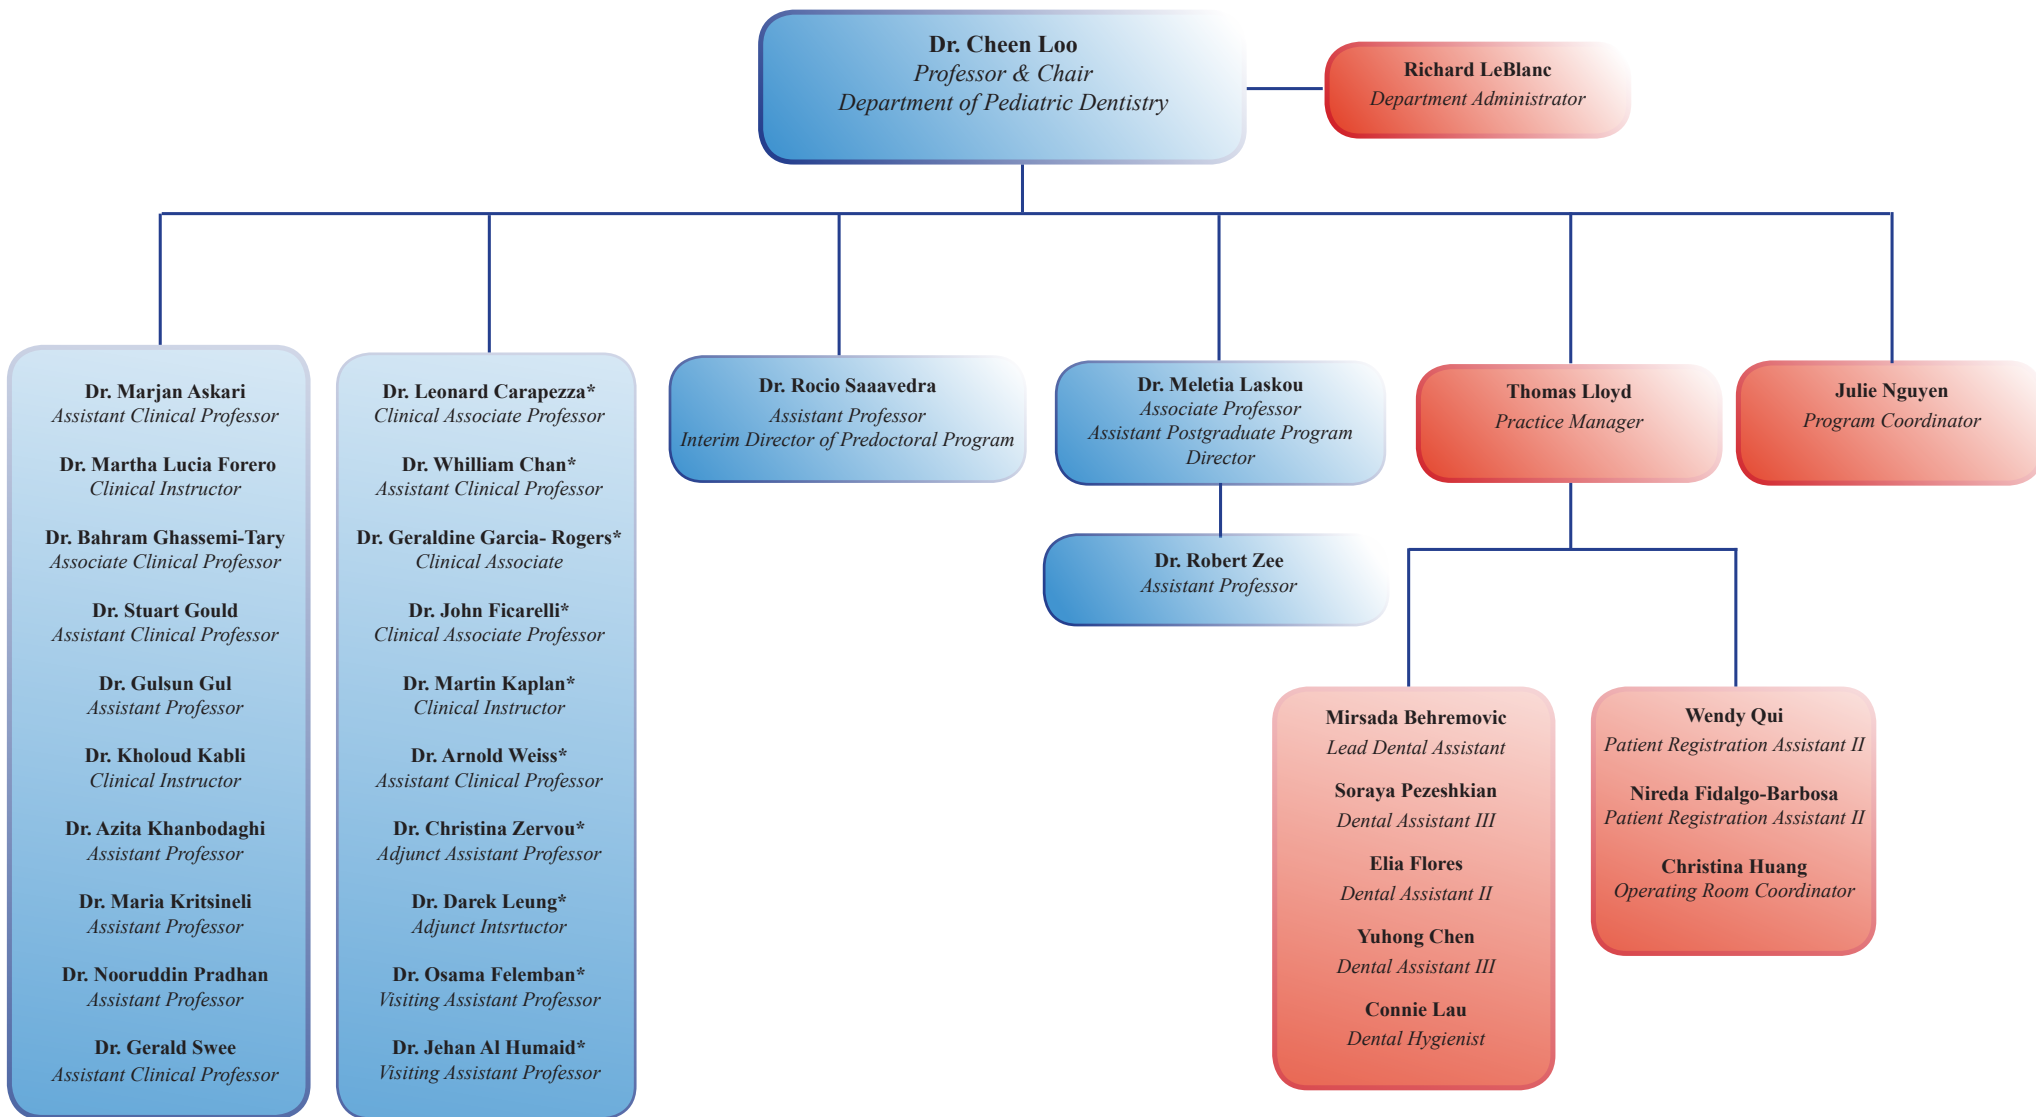 Dr. Cheen Loo
Professor & Chair
Department of Pediatric Dentistry
Richard LeBlanc
Department Administrator
Dr. Marjan Askari
Assistant Clinical Professor
Dr. Martha Lucia Forero
Clinical Instructor
Dr. Bahram Ghassemi-Tary
Associate Clinical Professor
Dr. Stuart Gould
Assistant Clinical Professor
Dr. Gulsun Gul
Assistant Professor
Dr. Kholoud Kabli
Clinical Instructor
Dr. Azita Khanbodaghi
Assistant Professor
Dr. Maria Kritsineli
Assistant Professor
Dr. Nooruddin Pradhan
Assistant Professor
Dr. Gerald Swee
Assistant Clinical Professor
Dr. Leonard Carapezza*
Clinical Associate Professor
Dr. Whilliam Chan*
Assistant Clinical Professor
Dr. Geraldine Garcia- Rogers*
Clinical Associate
Dr. John Ficarelli*
Clinical Associate Professor
Dr. Martin Kaplan*
Clinical Instructor
Dr. Arnold Weiss*
Assistant Clinical Professor
Dr. Christina Zervou*
Adjunct Assistant Professor
Dr. Darek Leung*
Adjunct Intsrtuctor
Dr. Osama Felemban*
Visiting Assistant Professor
Dr. Jehan Al Humaid*
Visiting Assistant Professor
Dr. Rocio Saaavedra
Assistant Professor
Interim Director of Predoctoral Program
Dr. Meletia Laskou
Associate Professor
Assistant Postgraduate Program
Director
Dr. Robert Zee
Assistant Professor
Thomas Lloyd
Practice Manager
Julie Nguyen
Program Coordinator
Mirsada Behremovic
Lead Dental Assistant
Soraya Pezeshkian
Dental Assistant III
Elia Flores
Dental Assistant II
Yuhong Chen
Dental Assistant III
Connie Lau
Dental Hygienist
Wendy Qui
Patient Registration Assistant II
Nireda Fidalgo-Barbosa
Patient Registration Assistant II
Christina Huang
Operating Room Coordinator